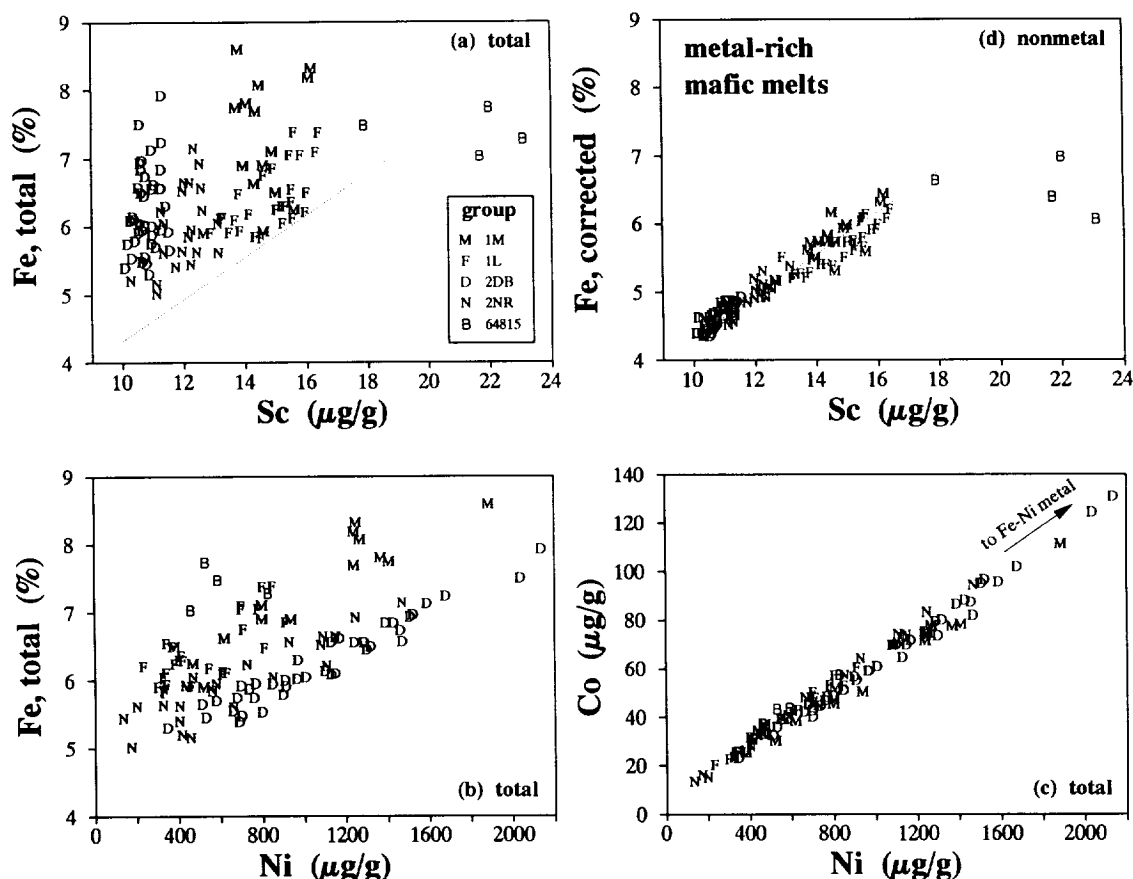 (a) total
Fe, total (%)
9
8
7
6
5
4
group
M 1M
F 1L
D 2DB
N 2NR
B 64815
10 12 14 16 18 20 22 24
Sc (μg/g)
metal-rich
mafic melts
(d) nonmetal
Fe, corrected (%)
9
8
7
6
5
4
10 12 14 16 18 20 22 24
Sc (μg/g)
Fe, total (%)
9
8
7
6
5
4
(b) total
0 400 800 1200 1600 2000
Ni (μg/g)
Co (μg/g)
140
120
100
80
60
40
20
0
to Fe-Ni metal
(c) total
0 400 800 1200 1600 2000
Ni (μg/g)